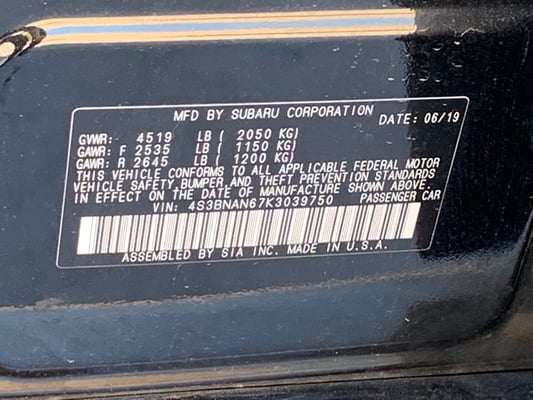 MFD BY SUBARU CORPORATION
DATE: 06/19
GVWR: 4519 LB ( 2050 KG)
GAWR: F 2535 LB ( 1150 KG)
GAWR: R 2645 LB ( 1200 KG)
THIS VEHICLE CONFORMS TO ALL APPLICABLE FEDERAL MOTOR
VEHICLE SAFETY, BUMPER, AND THEFT PREVENTION STANDARDS
IN EFFECT ON THE DATE OF MANUFACTURE SHOWN ABOVE.
VIN: 4S3BNAN67K3039750 PASSENGER CAR
ASSEMBLED BY SIA INC. MADE IN U.S.A.